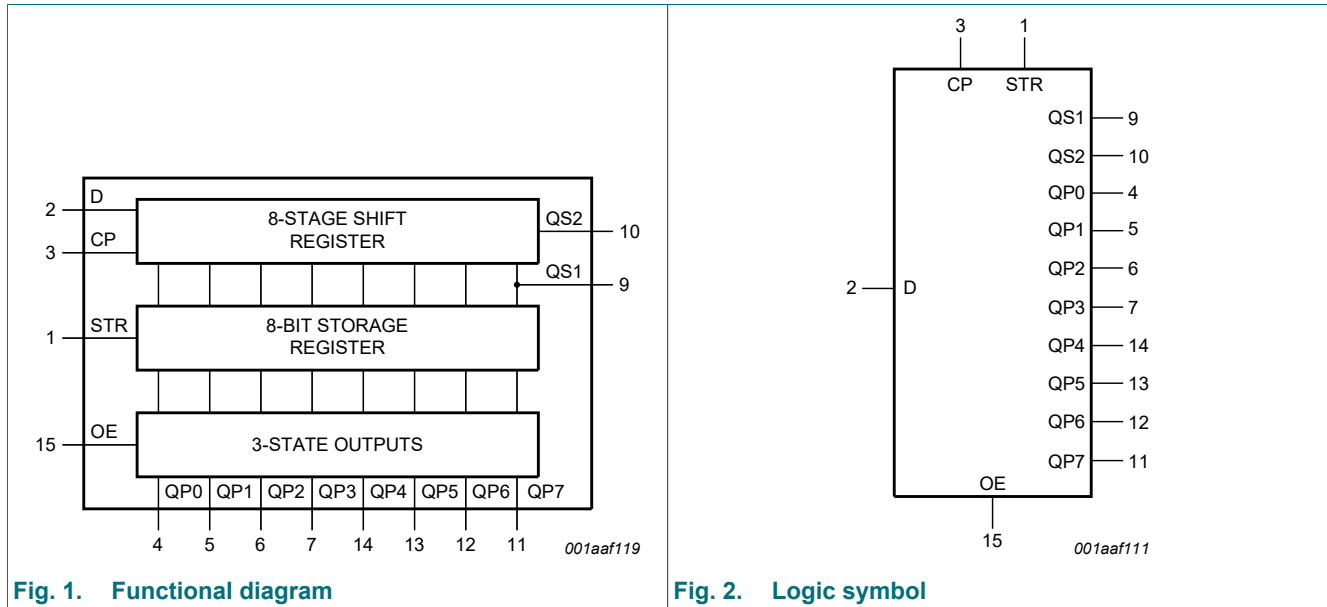 D
2
8-STAGE SHIFT
REGISTER
QS2
10
CP
3
QS1
9
STR
1
8-BIT STORAGE
REGISTER
OE
15
3-STATE OUTPUTS
QP0 QP1 QP2 QP3 QP4 QP5 QP6 QP7
4 5 6 7 14 13 12 11
001aaf119
Fig. 1. Functional diagram
3 1
CP STR
QS1 9
QS2 10
QP0 4
QP1 5
QP2 6
2 D
QP3 7
QP4 14
QP5 13
QP6 12
QP7 11
OE
15
001aaf111
Fig. 2. Logic symbol